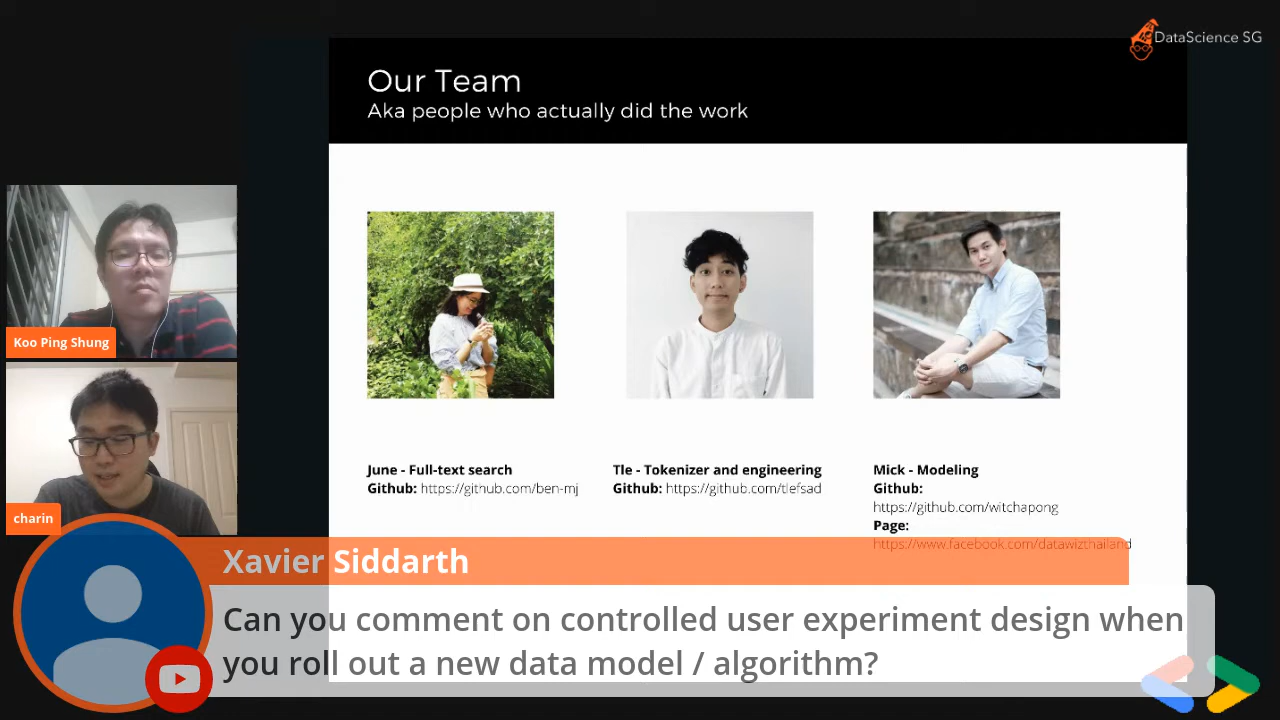 DataScience SG
Our Team
Aka people who actually did the work
Koo Ping Shung
charin
June - Full-text search
Github: https://github.com/ben-mj
Tle - Tokenizer and engineering
Github: https://github.com/tlefsad
Mick - Modeling
Github:
https://github.com/witchapong
Page:
https://www.facebook.com/datawizthailand
Xavier Siddarth
Can you comment on controlled user experiment design when
you roll out a new data model / algorithm?